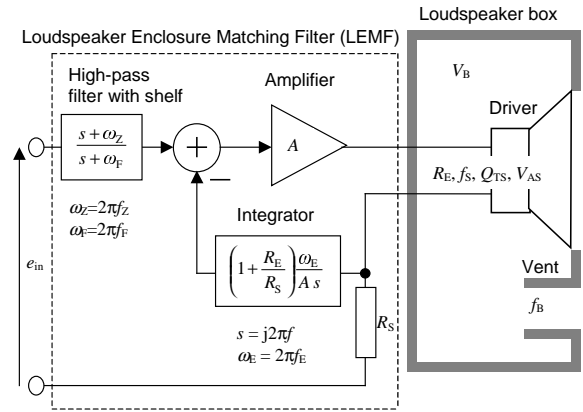 Loudspeaker box
Loudspeaker Enclosure Matching Filter (LEMF)
High-pass
filter with shelf
Amplifier
V_B
Driver
s + ω_Z
s + ω_F
+
−
A
R_E, f_S, Q_TS, V_AS
ω_Z=2πf_Z
ω_F=2πf_F
Integrator
e_in
(1 + R_E/R_S) ω_E/(A s)
Vent
f_B
R_S
s = j2πf
ω_E = 2πf_E